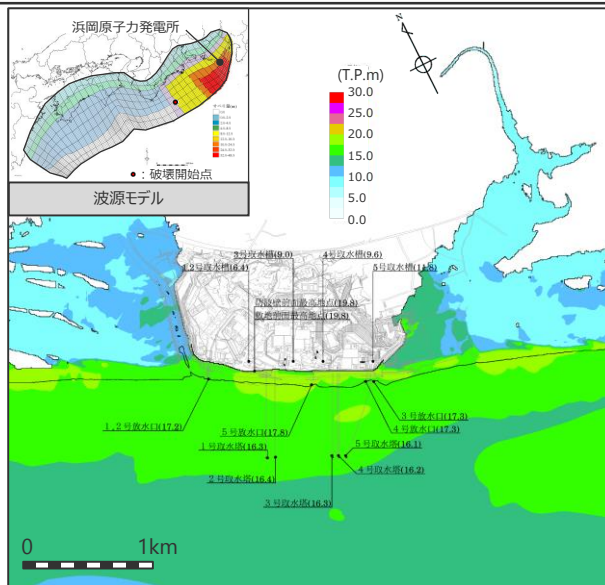 浜岡原子力発電所
すべり量(m)
●：破壊開始点
波源モデル
N
(T.P.m)
30.0
25.0
20.0
15.0
10.0
5.0
0.0
3号取水槽(9.0)
4号取水槽(9.6)
1,2号取水槽(6.4)
5号取水槽(11.8)
防波壁前面最高地点(19.8)
敷地前面最高地点(19.8)
1,2号放水口(17.2)
5号放水口(17.8)
3号放水口(17.3)
4号放水口(17.3)
1号取水塔(16.3)
5号取水塔(16.1)
2号取水塔(16.4)
4号取水塔(16.2)
3号取水塔(16.3)
0
1km